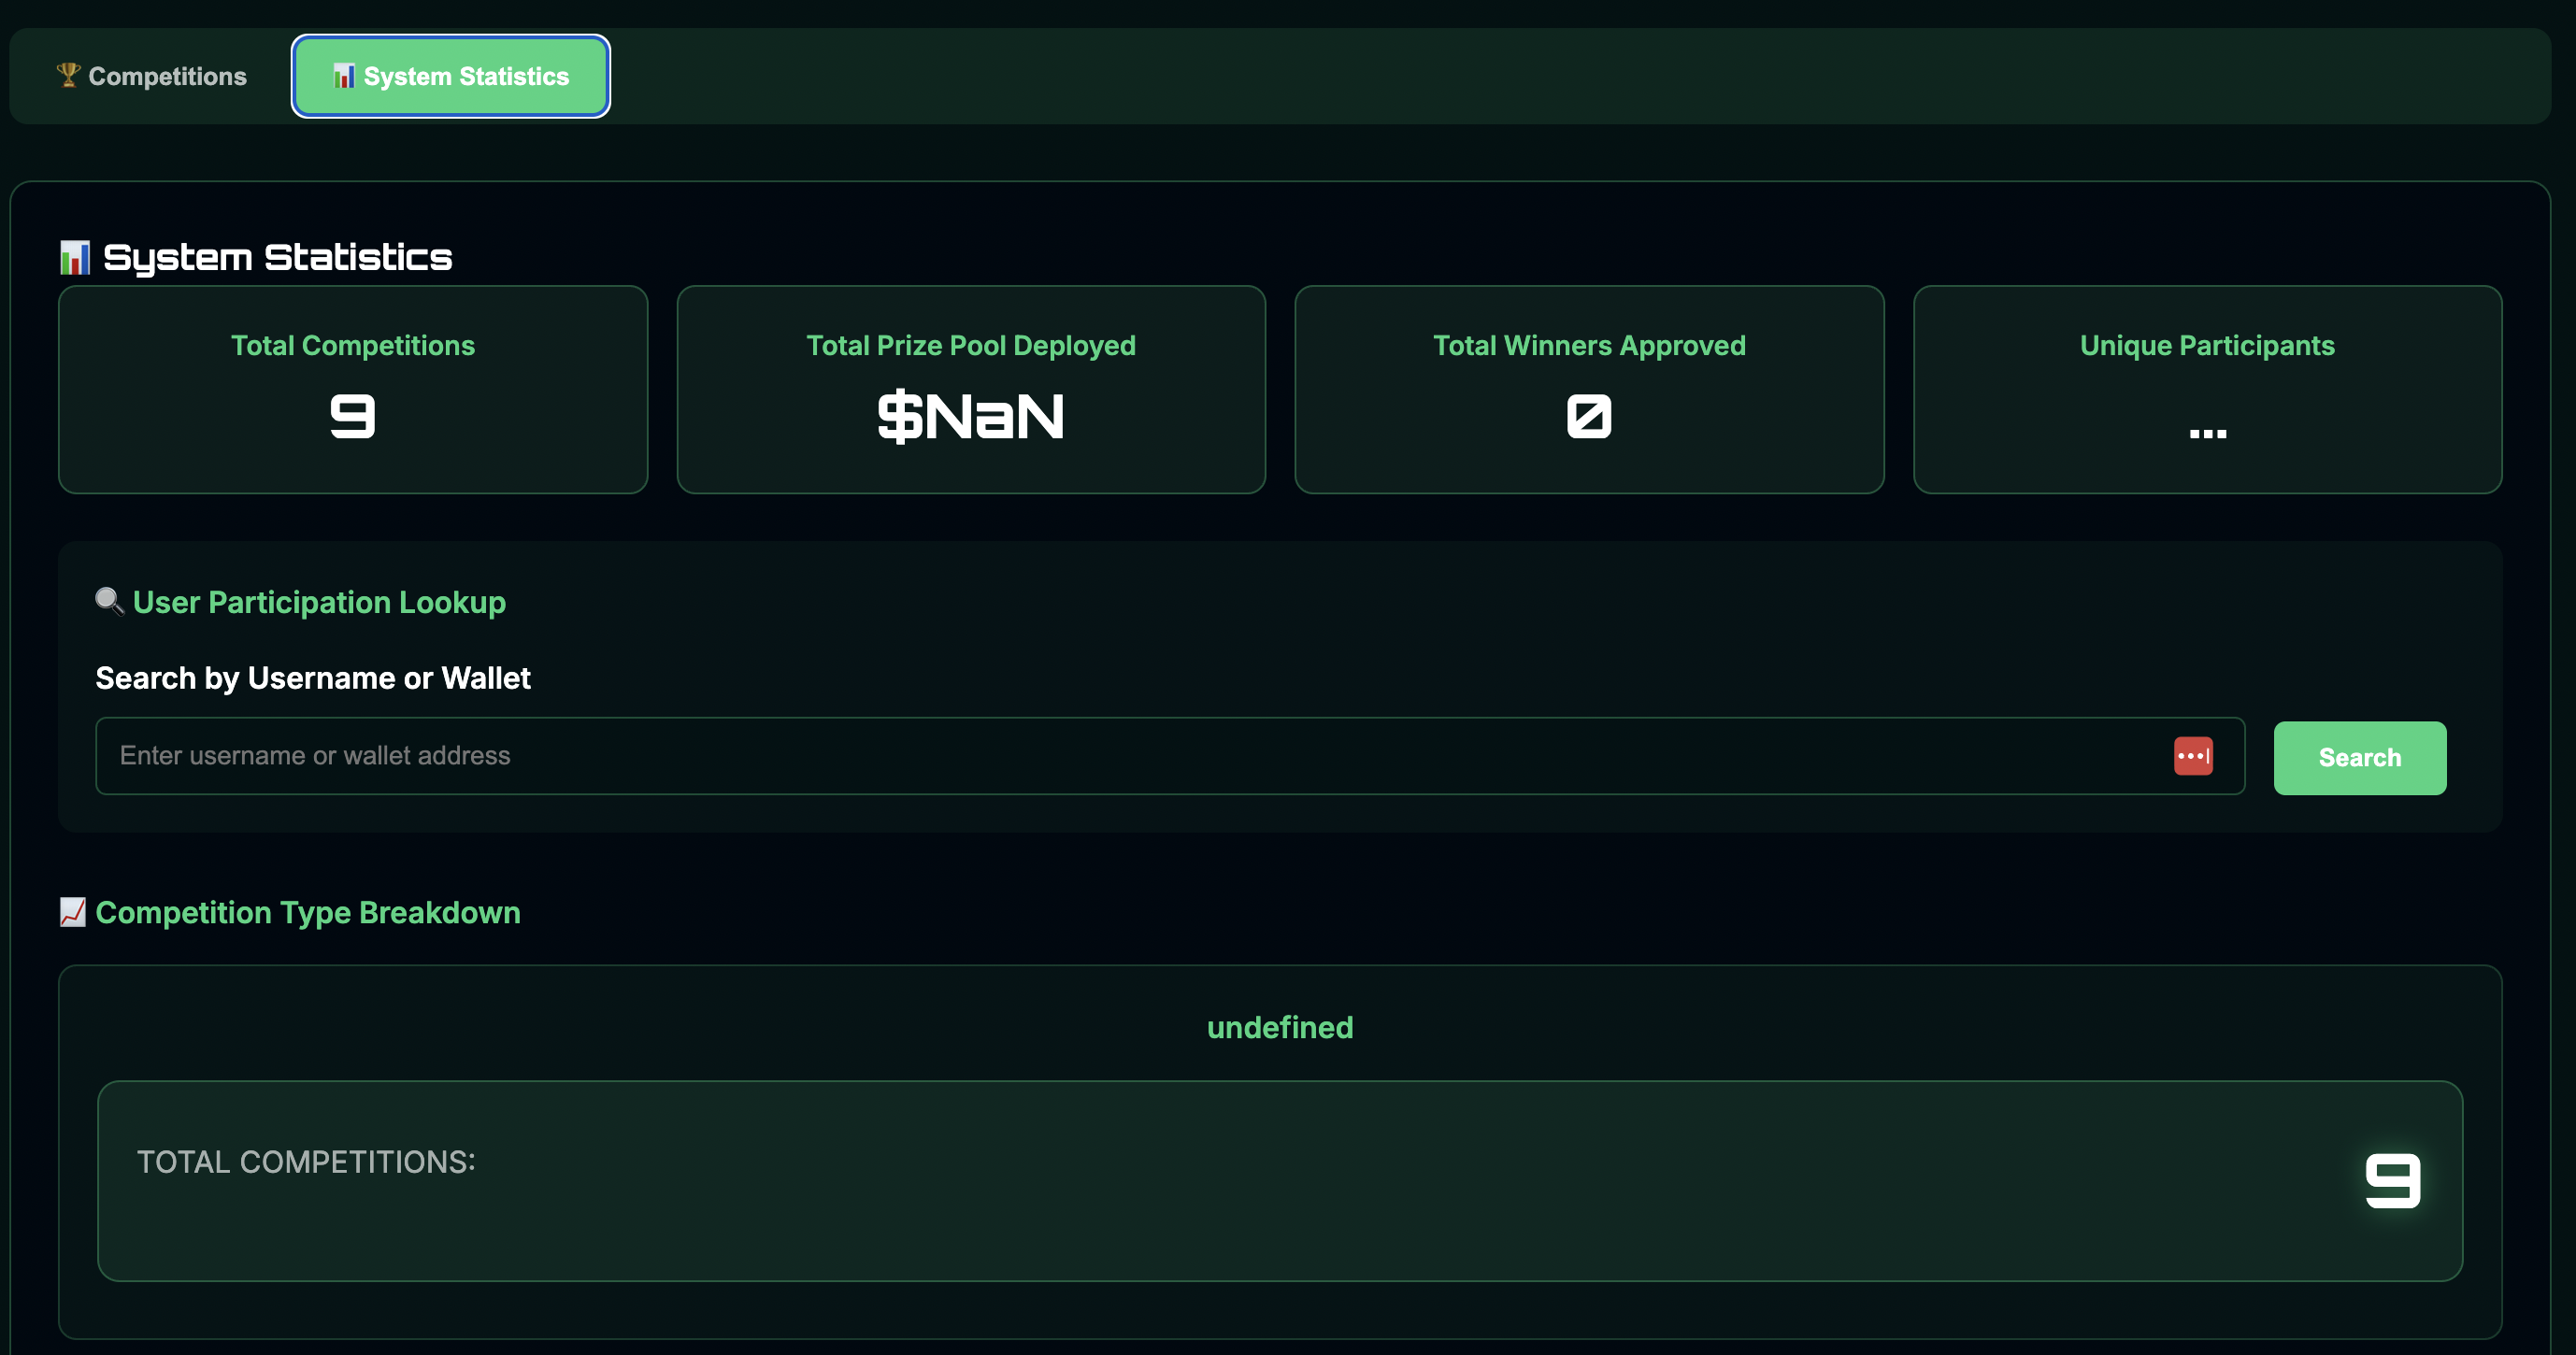 🏆 Competitions
📊 System Statistics
📊 System Statistics
Total Competitions
9
Total Prize Pool Deployed
$NaN
Total Winners Approved
0
Unique Participants
...
🔍 User Participation Lookup
Search by Username or Wallet
Enter username or wallet address
Search
📈 Competition Type Breakdown
undefined
TOTAL COMPETITIONS:
9